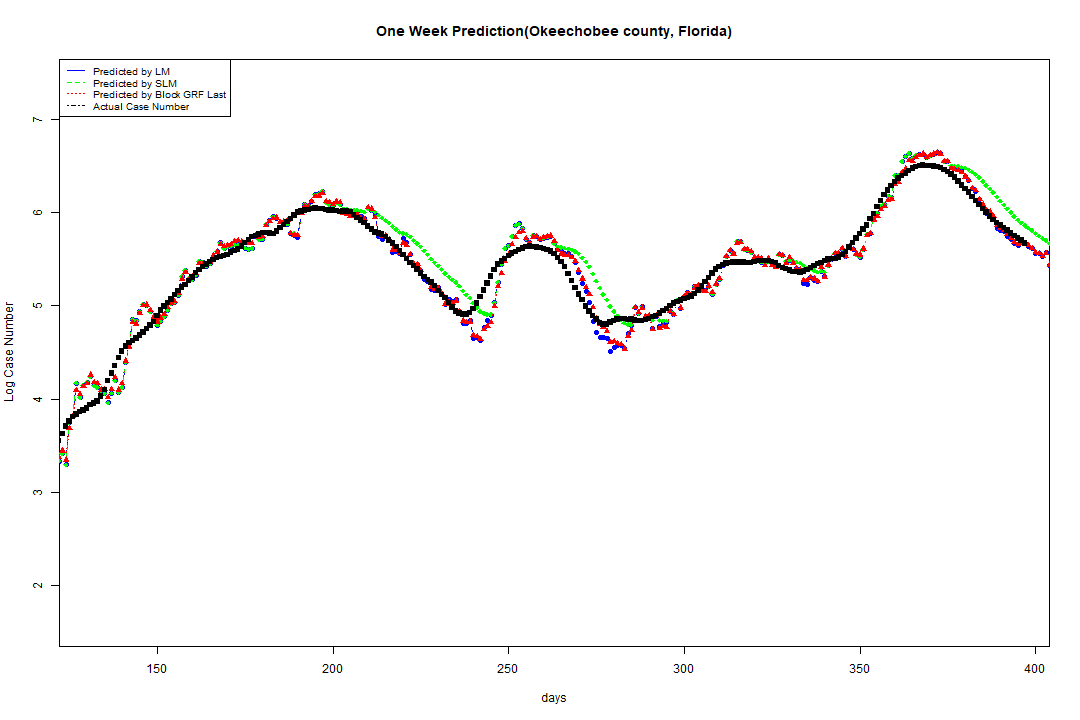 One Week Prediction(Okeechobee county, Florida)
Predicted by LM
Predicted by SLM
Predicted by Block GRF Last
Actual Case Number
7
6
5
4
3
2
Log Case Number
150 200 250 300 350 400
days